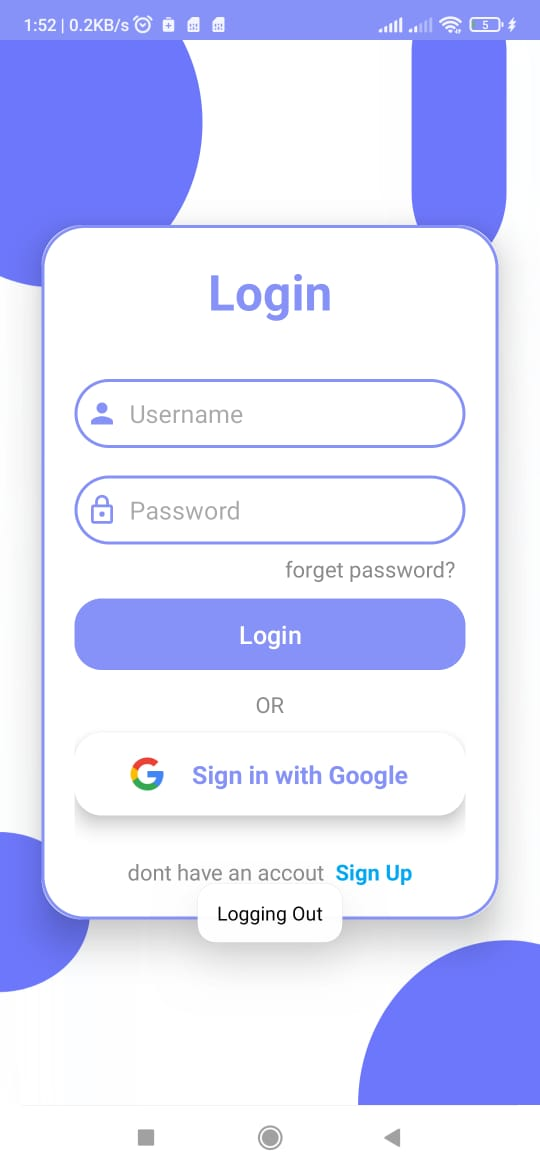 1:52 | 0.2KB/s 5
Login
Username
Password
forget password?
Login
OR
Sign in with Google
dont have an accout Sign Up
Logging Out